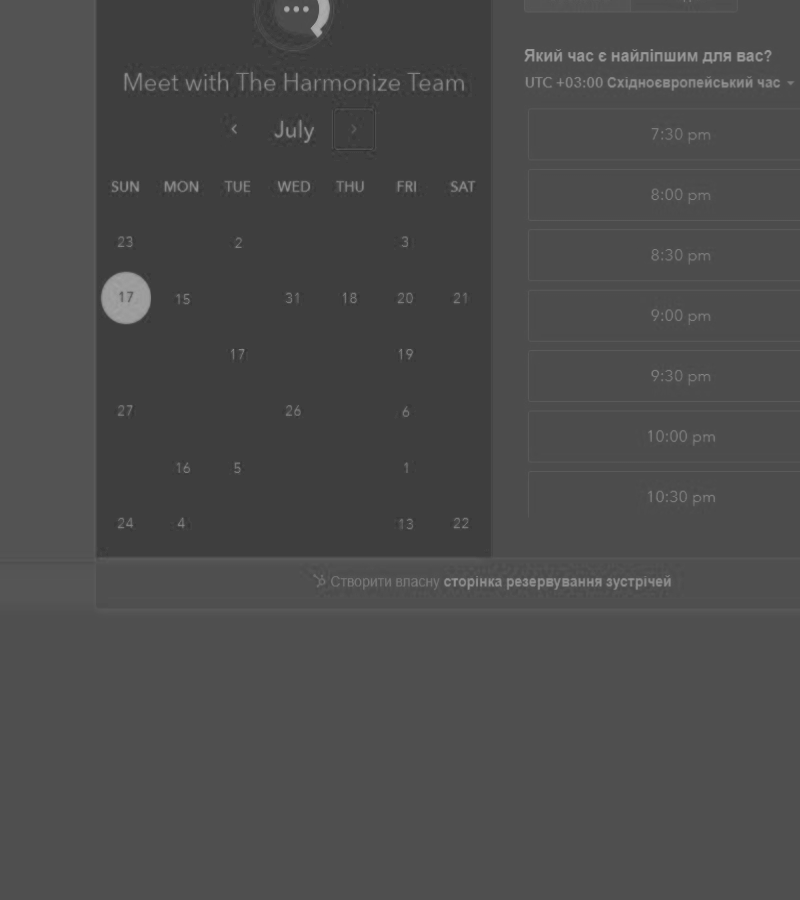 Meet with The Harmonize Team
July
SUN MON TUE WED THU FRI SAT
23 2 3
17 15 31 18 20 21
17 19
27 26 6
16 5 1
24 4 13 22
Який час є найліпшим для вас?
UTC +03:00 Східноєвропейський час
7:30 pm
8:00 pm
8:30 pm
9:00 pm
9:30 pm
10:00 pm
10:30 pm
Створити власну сторінка резервування зустрічей